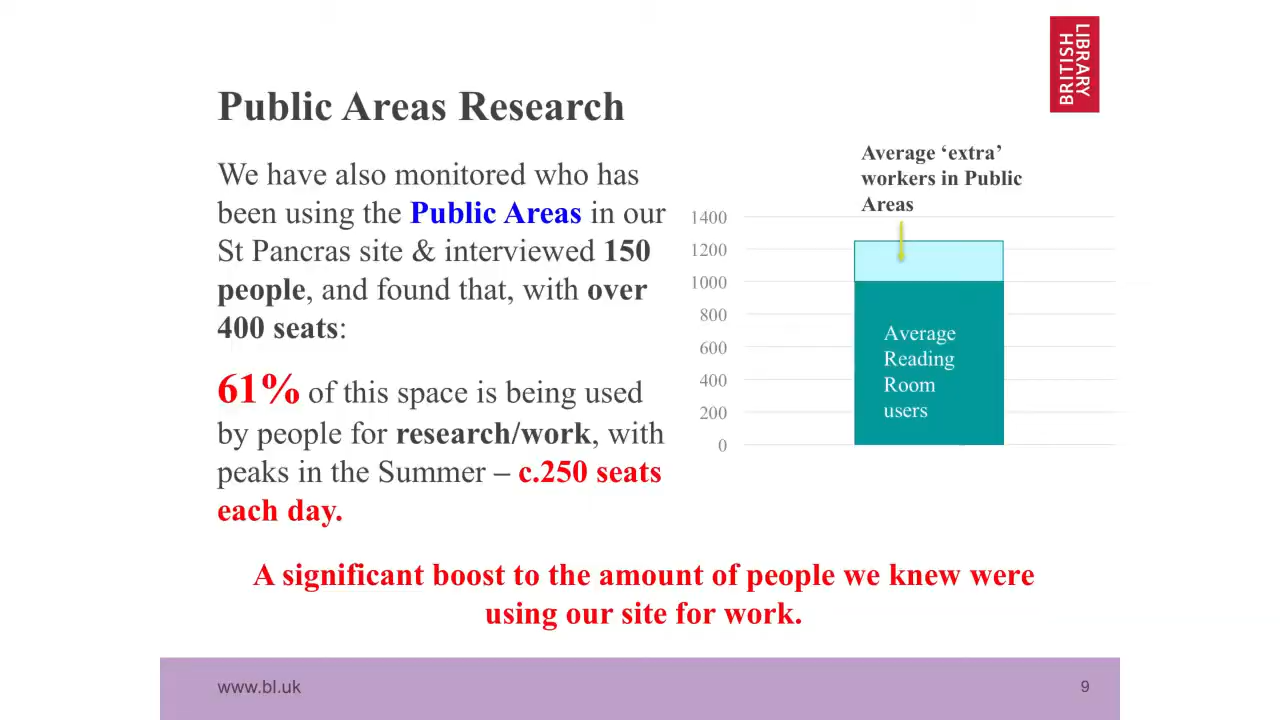 BRITISH
LIBRARY
Public Areas Research
We have also monitored who has
been using the Public Areas in our
St Pancras site & interviewed 150
people, and found that, with over
400 seats:
61% of this space is being used
by people for research/work, with
peaks in the Summer – c.250 seats
each day.
Average ‘extra’
workers in Public
Areas
1400
1200
1000
800
600
400
200
0
Average
Reading
Room
users
A significant boost to the amount of people we knew were
using our site for work.
www.bl.uk
9